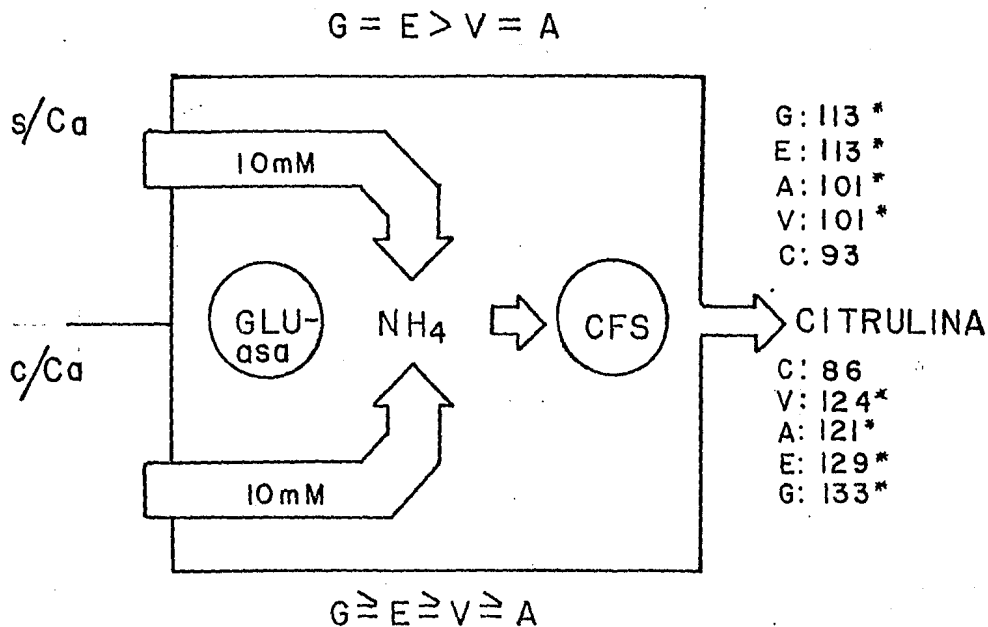 G = E > V = A
s/Ca
10mM
G: 113 *
E: 113 *
A: 101 *
V: 101 *
C: 93
GLU-
asa
NH4
CFS
CITRULINA
c/Ca
10mM
C: 86
V: 124*
A: 121*
E: 129*
G: 133*
G ≧ E ≧ V ≧ A